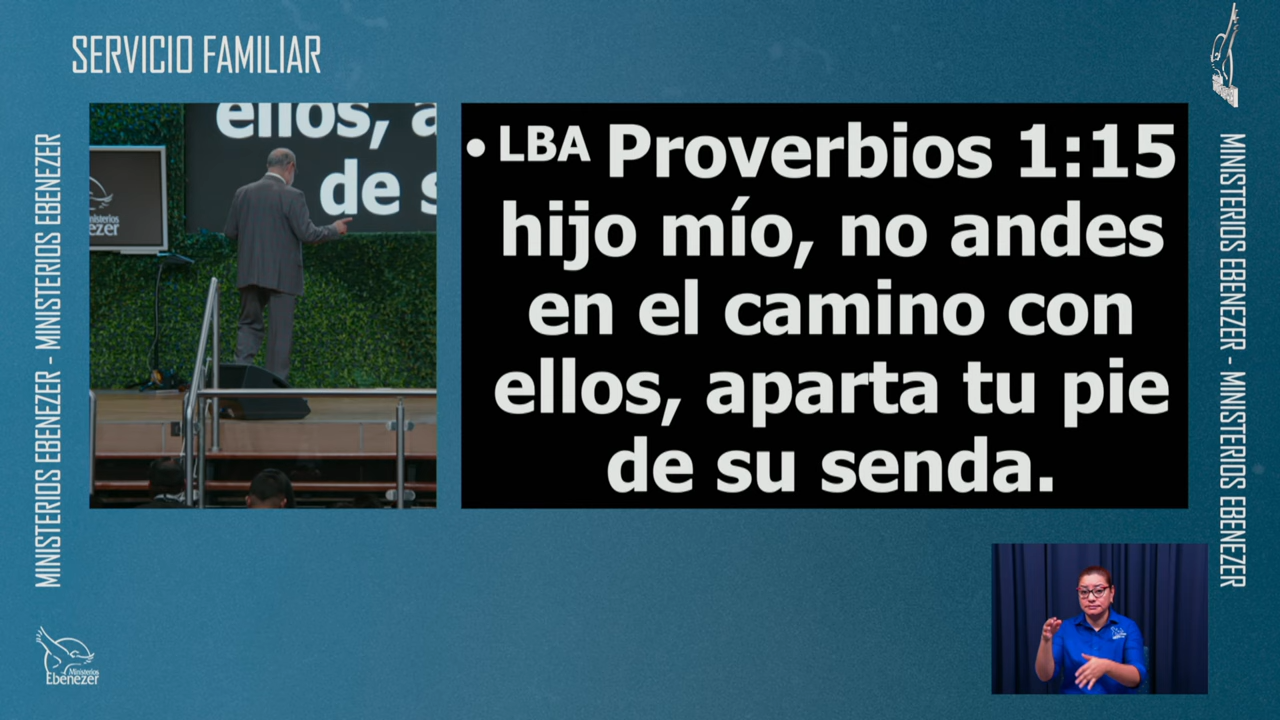 SERVICIO FAMILIAR
MINISTERIOS EBENEZER - MINISTERIOS EBENEZER
ellos, a
de s
• LBA Proverbios 1:15
hijo mío, no andes
en el camino con
ellos, aparta tu pie
de su senda.
MINISTERIOS EBENEZER - MINISTERIOS EBENEZER
Ministerios
Ebenezer